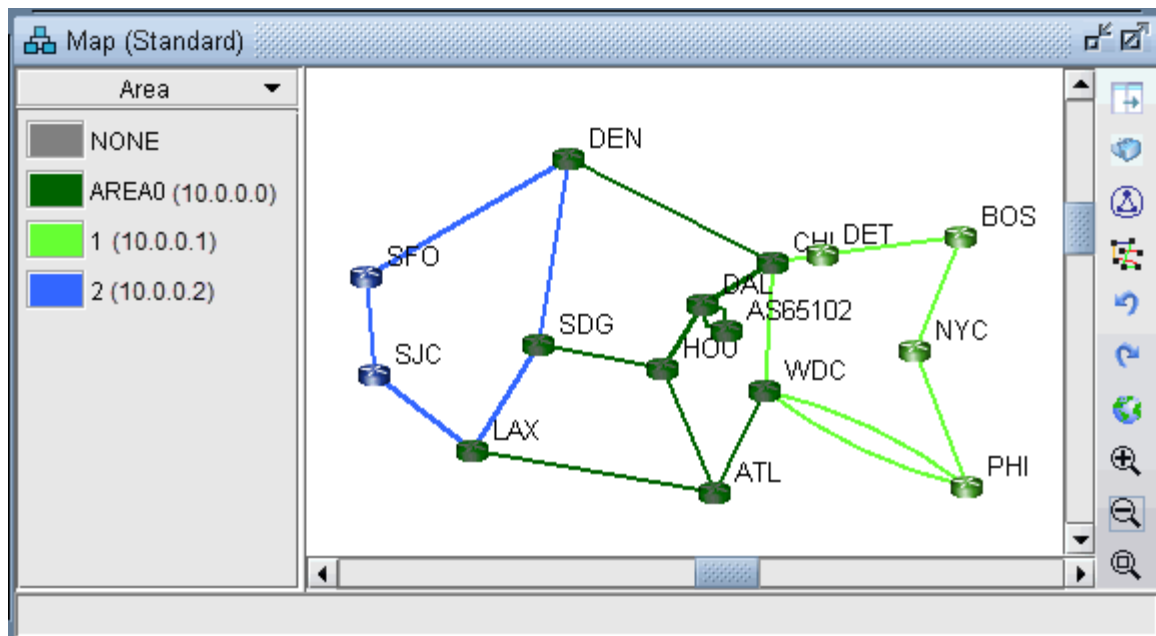 Map (Standard)
Area
NONE
AREA0 (10.0.0.0)
1 (10.0.0.1)
2 (10.0.0.2)
DEN
BOS
CHI
DET
SFO
DAL
AS65102
SDG
HOU
NYC
SJC
WDC
LAX
ATL
PHI